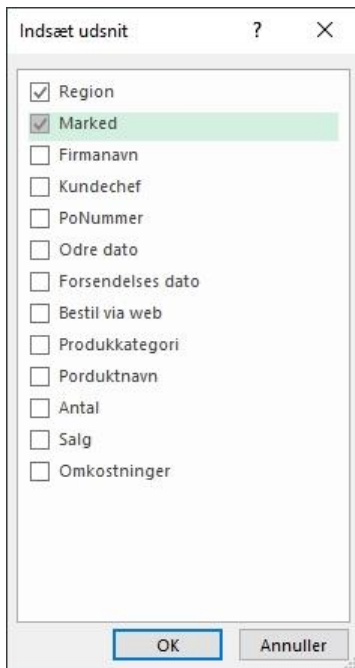 Indsæt udsnit ?
Region
Marked
Firmanavn
Kundechef
PoNummer
Odre dato
Forsendelses dato
Bestil via web
Produkkategori
Porduktnavn
Antal
Salg
Omkostninger
OK Annuller